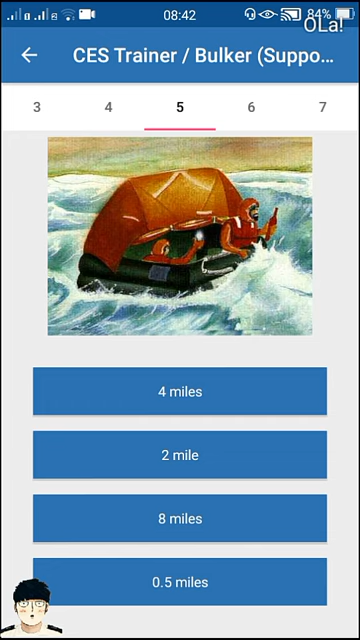 08:42
84%
OLa!
CES Trainer / Bulker (Suppo...
3 4 5 6 7
4 miles
2 mile
8 miles
0.5 miles